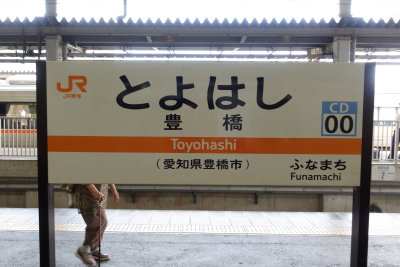 JR
JR東海
とよはし
豊橋
Toyohashi
(愛知県豊橋市)
CD
00
ふなまち
Funamachi